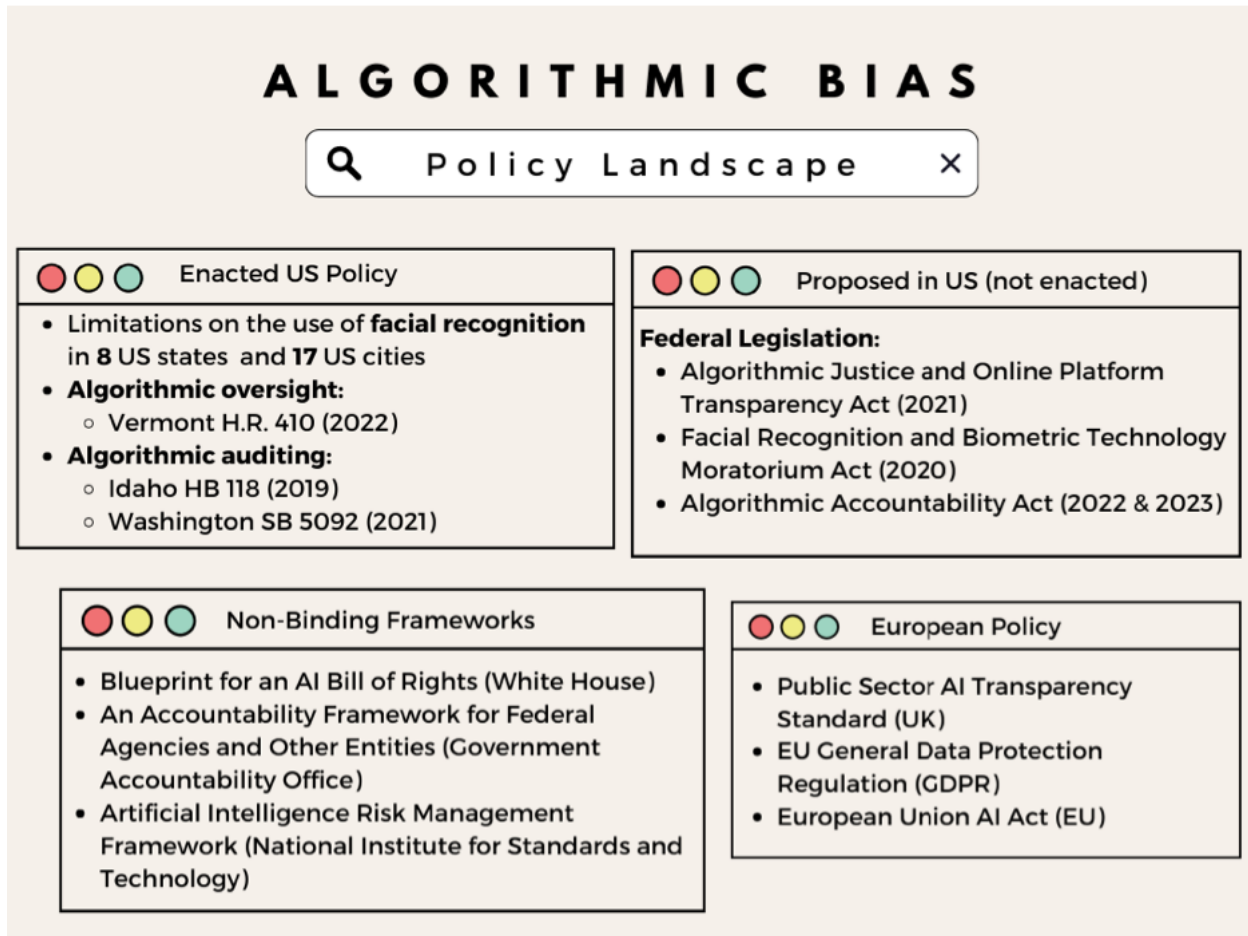 ALGORITHMIC BIAS
Policy Landscape
Enacted US Policy
• Limitations on the use of facial recognition
in 8 US states and 17 US cities
• Algorithmic oversight:
◦ Vermont H.R. 410 (2022)
• Algorithmic auditing:
◦ Idaho HB 118 (2019)
◦ Washington SB 5092 (2021)
Proposed in US (not enacted)
Federal Legislation:
• Algorithmic Justice and Online Platform
Transparency Act (2021)
• Facial Recognition and Biometric Technology
Moratorium Act (2020)
• Algorithmic Accountability Act (2022 & 2023)
Non-Binding Frameworks
• Blueprint for an AI Bill of Rights (White House)
• An Accountability Framework for Federal
Agencies and Other Entities (Government
Accountability Office)
• Artificial Intelligence Risk Management
Framework (National Institute for Standards and
Technology)
European Policy
• Public Sector AI Transparency
Standard (UK)
• EU General Data Protection
Regulation (GDPR)
• European Union AI Act (EU)